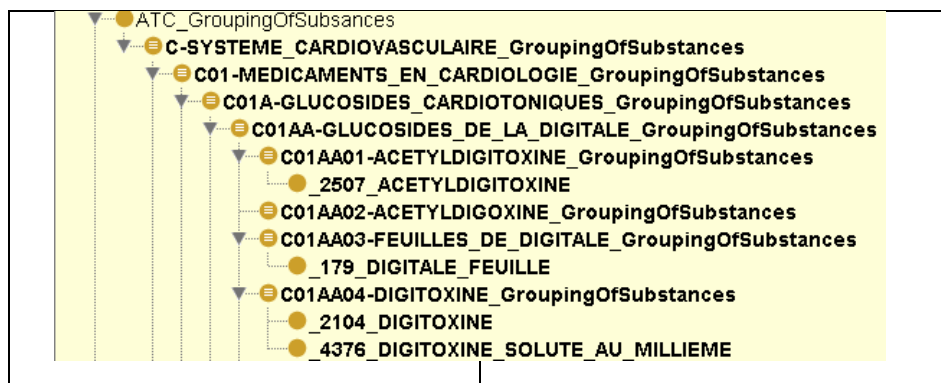 ATC_GroupingOfSubsances
C-SYSTEME_CARDIOVASCULAIRE_GroupingOfSubstances
C01-MEDICAMENTS_EN_CARDIOLOGIE_GroupingOfSubstances
C01A-GLUCOSIDES_CARDIOTONIQUES_GroupingOfSubstances
C01AA-GLUCOSIDES_DE_LA_DIGITALE_GroupingOfSubstances
C01AA01-ACETYLDIGITOXINE_GroupingOfSubstances
_2507_ACETYLDIGITOXINE
C01AA02-ACETYLDIGOXINE_GroupingOfSubstances
C01AA03-FEUILLES_DE_DIGITALE_GroupingOfSubstances
_179_DIGITALE_FEUILLE
C01AA04-DIGITOXINE_GroupingOfSubstances
_2104_DIGITOXINE
_4376_DIGITOXINE_SOLUTE_AU_MILLIEME